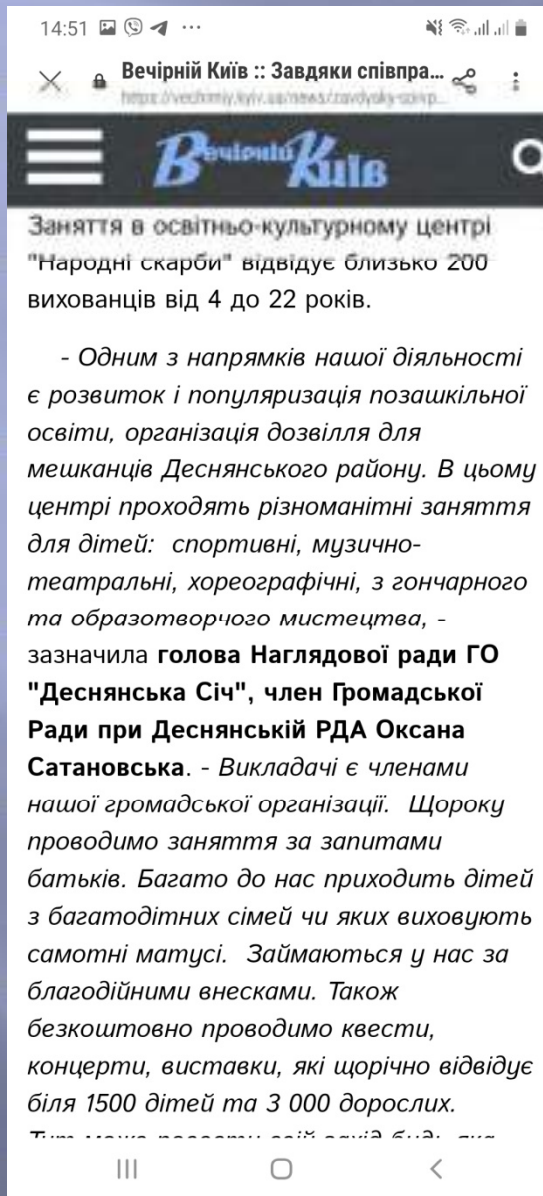 14:51
Вечірній Київ :: Завдяки співпра...
Вечірній Київ
Заняття в освітньо-культурному центрі
"Народні скарби" відвідує близько 200
вихованців від 4 до 22 років.
- Одним з напрямків нашої діяльності
є розвиток і популяризація позашкільної
освіти, організація дозвілля для
мешканців Деснянського району. В цьому
центрі проходять різноманітні заняття
для дітей: спортивні, музично-
театральні, хореографічні, з гончарного
та образотворчого мистецтва, -
зазначила голова Наглядової ради ГО
"Деснянська Січ", член Громадської
Ради при Деснянській РДА Оксана
Сатановська. - Викладачі є членами
нашої громадської організації. Щороку
проводимо заняття за запитами
батьків. Багато до нас приходить дітей
з багатодітних сімей чи яких виховують
самотні матусі. Займаються у нас за
благодійними внесками. Також
безкоштовно проводимо квести,
концерти, виставки, які щорічно відвідує
біля 1500 дітей та 3 000 дорослих.